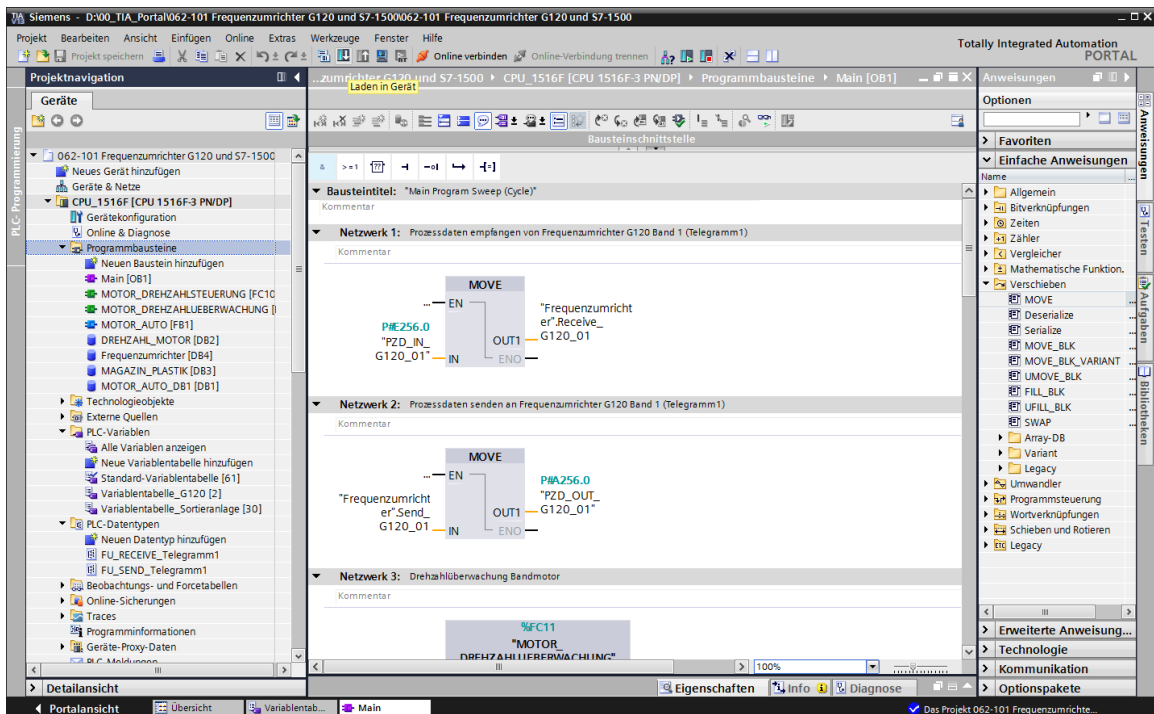 Siemens - D:\00_TIA_Portal\062-101 Frequenzumrichter G120 und S7-1500\062-101 Frequenzumrichter G120 und S7-1500
Projekt Bearbeiten Ansicht Einfügen Online Extras Werkzeuge Fenster Hilfe
Totally Integrated Automation
PORTAL
Projekt speichern
Online verbinden
Online-Verbindung trennen
Projektnavigation
...zumrichter G120 und S7-1500 CPU_1516F [CPU 1516F-3 PN/DP] Programmbausteine Main [OB1]
Laden in Gerät
Anweisungen
Geräte
Optionen
PLC-Programmierung
Bausteinschnittstelle
062-101 Frequenzumrichter G120 und S7-1500
Neues Gerät hinzufügen
Geräte & Netze
CPU_1516F [CPU 1516F-3 PN/DP]
Gerätekonfiguration
Online & Diagnose
Programmbausteine
Neuen Baustein hinzufügen
Main [OB1]
MOTOR_DREHZAHLSTEUERUNG [FC10
MOTOR_DREHZAHLUEBERWACHUNG [
MOTOR_AUTO [FB1]
DREHZAHL_MOTOR [DB2]
Frequenzumrichter [DB4]
MAGAZIN_PLASTIK [DB3]
MOTOR_AUTO_DB1 [DB1]
Technologieobjekte
Externe Quellen
PLC-Variablen
Alle Variablen anzeigen
Neue Variablentabelle hinzufügen
Standard-Variablentabelle [61]
Variablentabelle_G120 [2]
Variablentabelle_Sortieranlage [30]
PLC-Datentypen
Neuen Datentyp hinzufügen
FU_RECEIVE_Telegramm1
FU_SEND_Telegramm1
Beobachtungs- und Forcetabellen
Online-Sicherungen
Traces
Programminformationen
Geräte-Proxy-Daten
PLC-Meldungen
Detailansicht
& >=1 ??
Bausteintitel: "Main Program Sweep (Cycle)"
Kommentar
Netzwerk 1: Prozessdaten empfangen von Frequenzumrichter G120 Band 1 (Telegramm1)
Kommentar
MOVE
... EN
"Frequenzumricht
er".Receive_
G120_01
P#E256.0
"PZD_IN_
G120_01"
OUT1
IN
ENO
Netzwerk 2: Prozessdaten senden an Frequenzumrichter G120 Band 1 (Telegramm1)
Kommentar
MOVE
... EN
P#A256.0
"PZD_OUT_
G120_01"
"Frequenzumricht
er".Send_
G120_01
OUT1
IN
ENO
Netzwerk 3: Drehzahlüberwachung Bandmotor
Kommentar
%FC11
"MOTOR_
DREHZAHLUEBERWACHUNG"
100%
Eigenschaften
Info
Diagnose
Favoriten
Einfache Anweisungen
Name
Allgemein
Bitverknüpfungen
Zeiten
Zähler
Vergleicher
Mathematische Funktion.
Verschieben
MOVE
Deserialize
Serialize
MOVE_BLK
MOVE_BLK_VARIANT
UMOVE_BLK
FILL_BLK
UFILL_BLK
SWAP
Array-DB
Variant
Legacy
Umwandler
Programmsteuerung
Wortverknüpfungen
Schieben und Rotieren
Legacy
Erweiterte Anweisung...
Technologie
Kommunikation
Optionspakete
Anweisungen
Testen
Aufgaben
Bibliotheken
Portalansicht
Übersicht
Variablentab...
Main
Das Projekt 062-101 Frequenzumrichte...